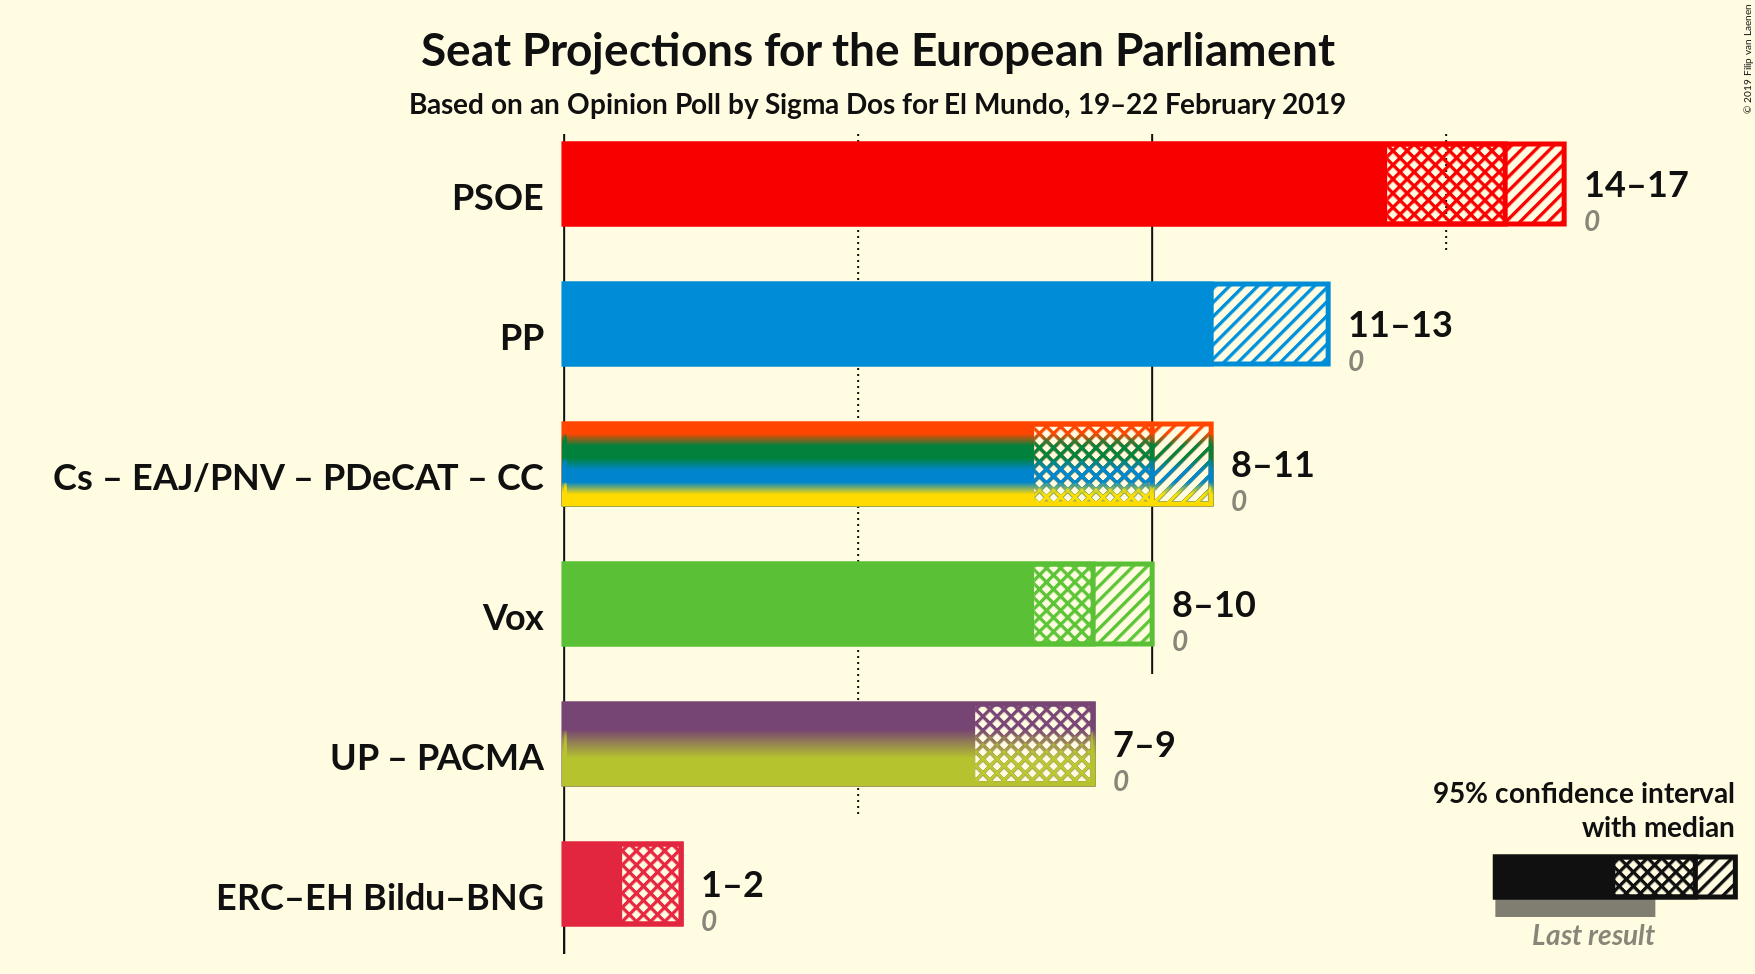 Seat Projections for the European Parliament
Based on an Opinion Poll by Sigma Dos for El Mundo, 19–22 February 2019
© 2019 Filip van Laenen
PSOE
14–17
0
PP
11–13
0
Cs – EAJ/PNV – PDeCAT – CC
8–11
0
Vox
8–10
0
UP – PACMA
7–9
0
ERC–EH Bildu–BNG
1–2
0
95% confidence interval
with median
Last result